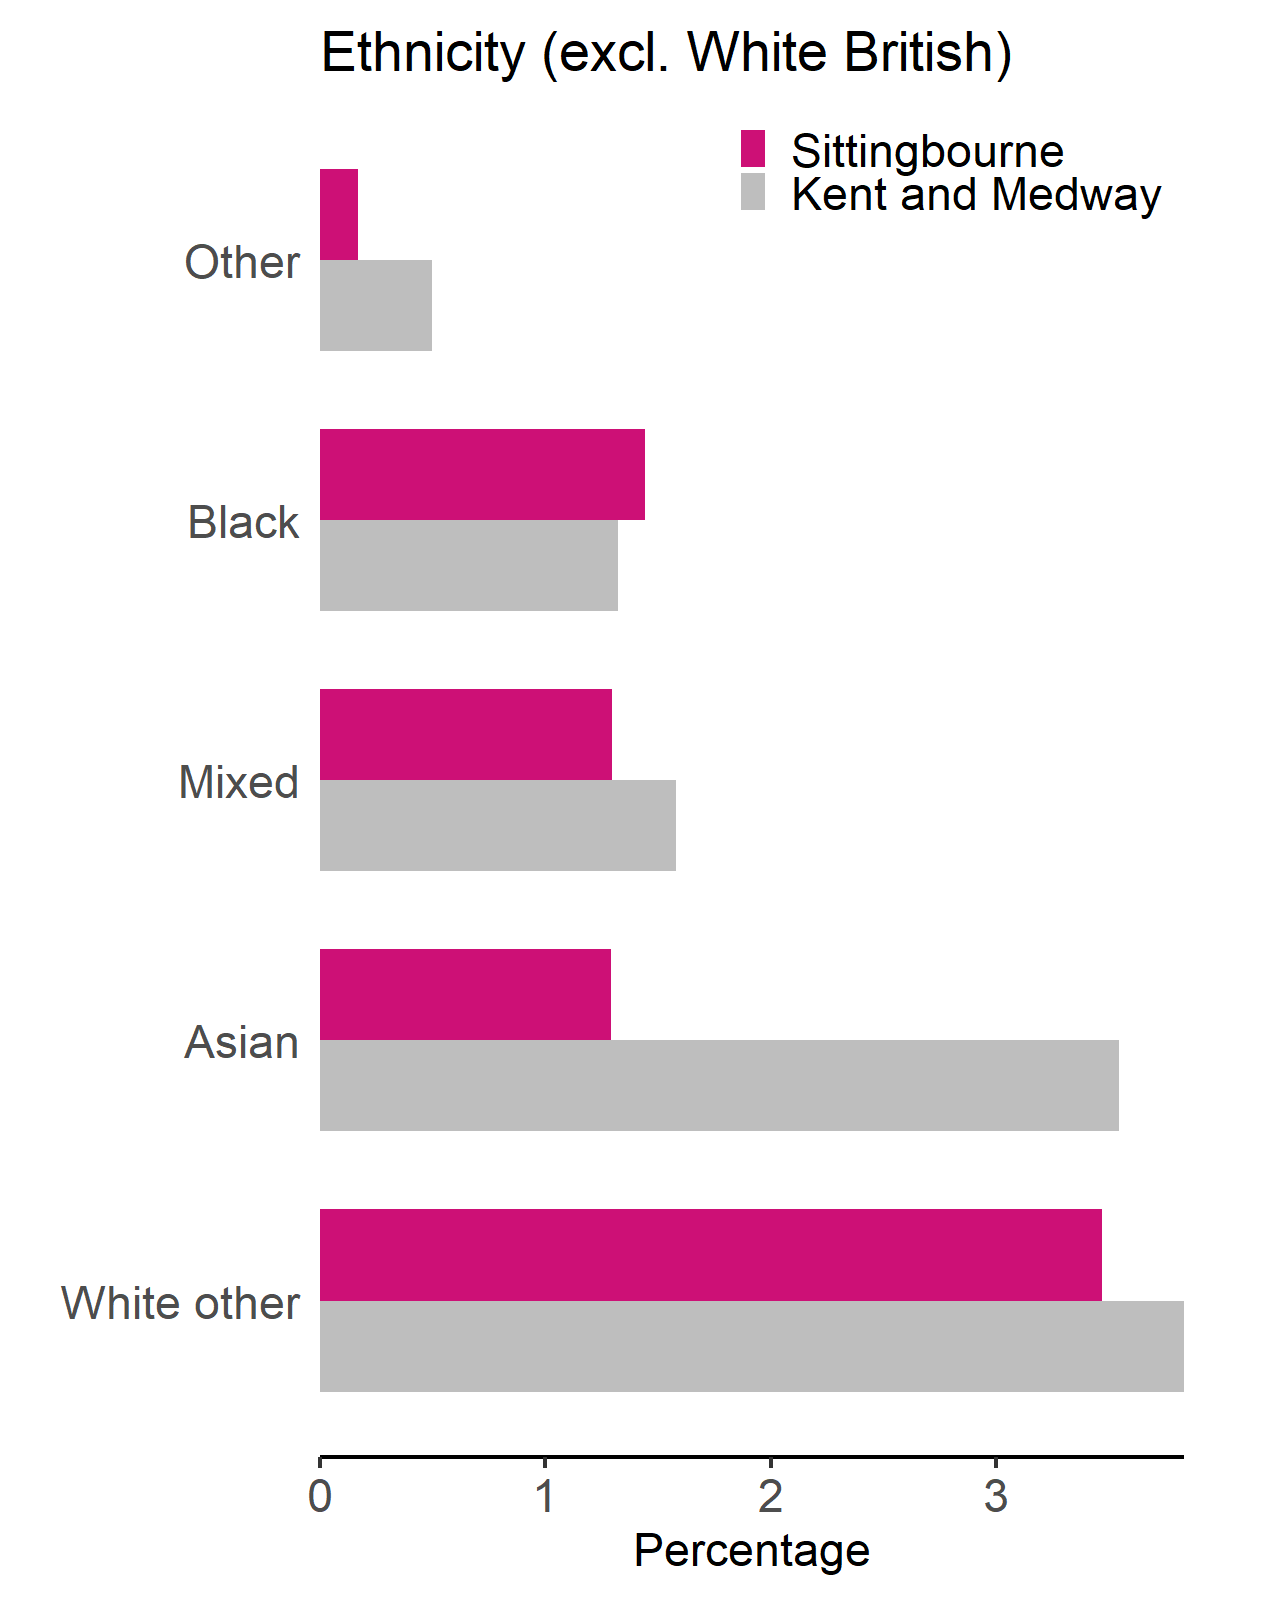 Ethnicity (excl. White British)
Sittingbourne
Kent and Medway
Other
Black
Mixed
Asian
White other
0 1 2 3
Percentage